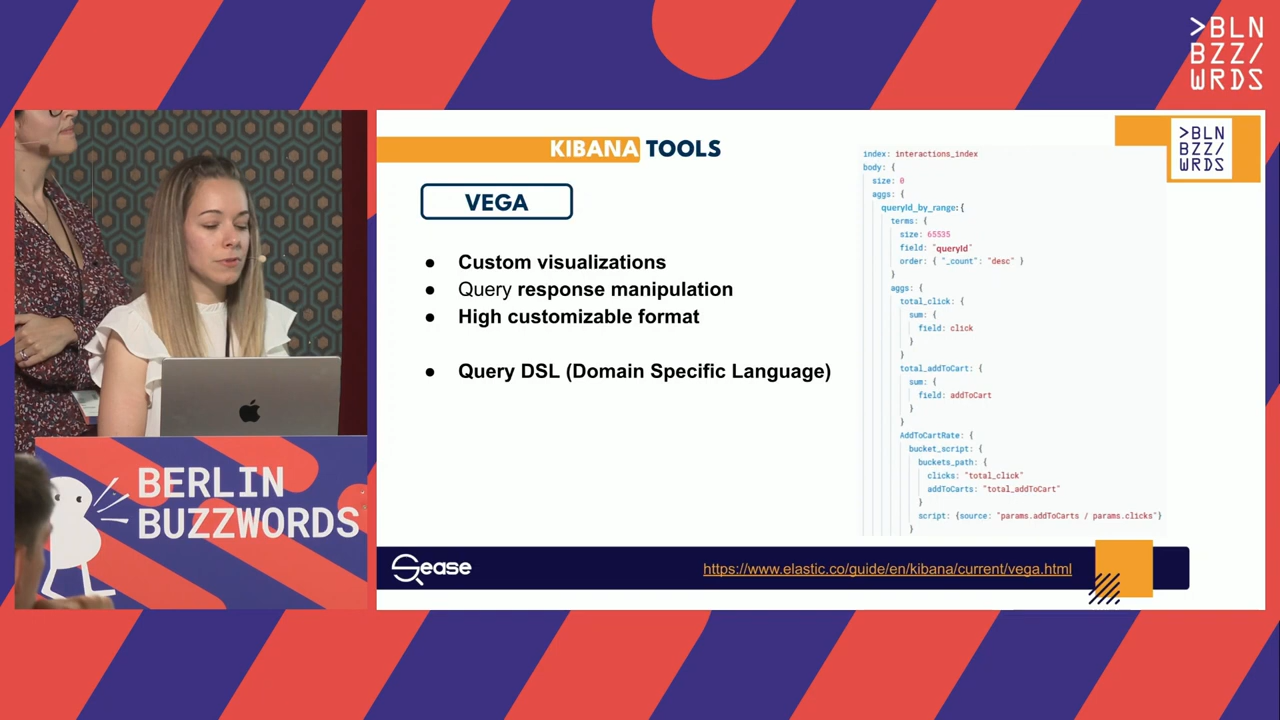 >BLN
BZZ/
WRDS
KIBANA TOOLS
>BLN
BZZ/
WRDS
VEGA
● Custom visualizations
● Query response manipulation
● High customizable format
● Query DSL (Domain Specific Language)
index: interactions_index
body: {
size: 0
aggs: {
queryId_by_range: {
terms: {
size: 65535
field: "queryId"
order: { "_count": "desc" }
}
aggs: {
total_click: {
sum: {
field: click
}
}
total_addToCart: {
sum: {
field: addToCart
}
}
AddToCartRate: {
bucket_script: {
buckets_path: {
clicks: "total_click"
addToCarts: "total_addToCart"
}
script: {source: "params.addToCarts / params.clicks"}
}
BERLIN
BUZZWORDS
Sease
https://www.elastic.co/guide/en/kibana/current/vega.html